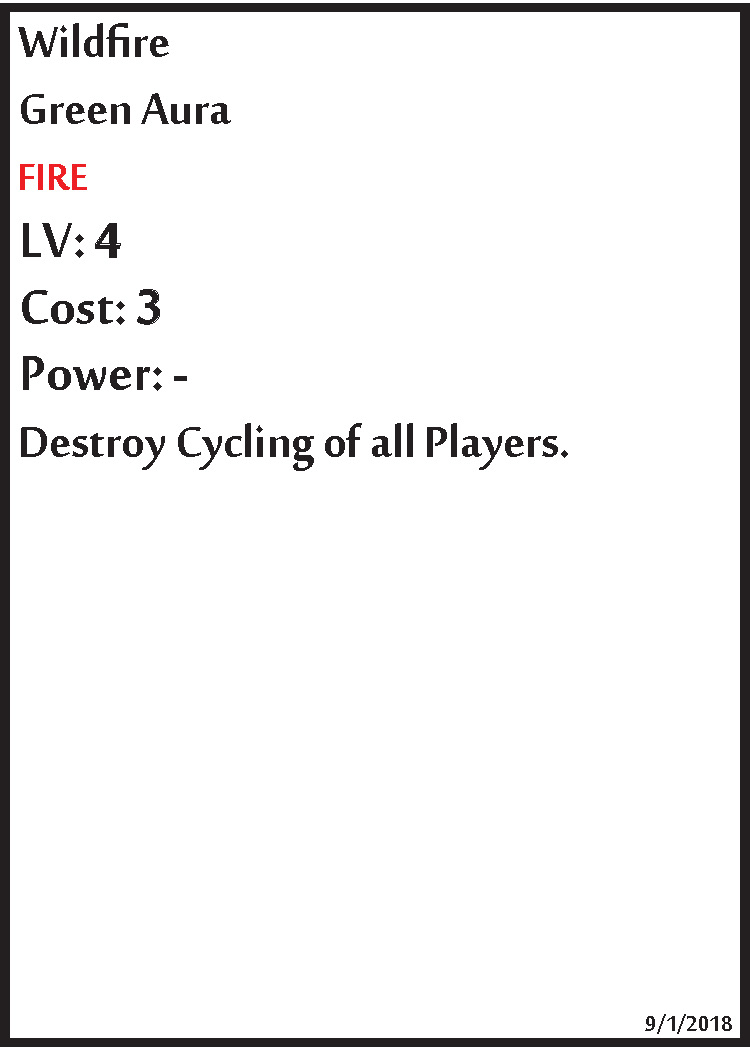 Wildfire
Green Aura
FIRE
LV: 4
Cost: 3
Power: -
Destroy Cycling of all Players.
9/1/2018